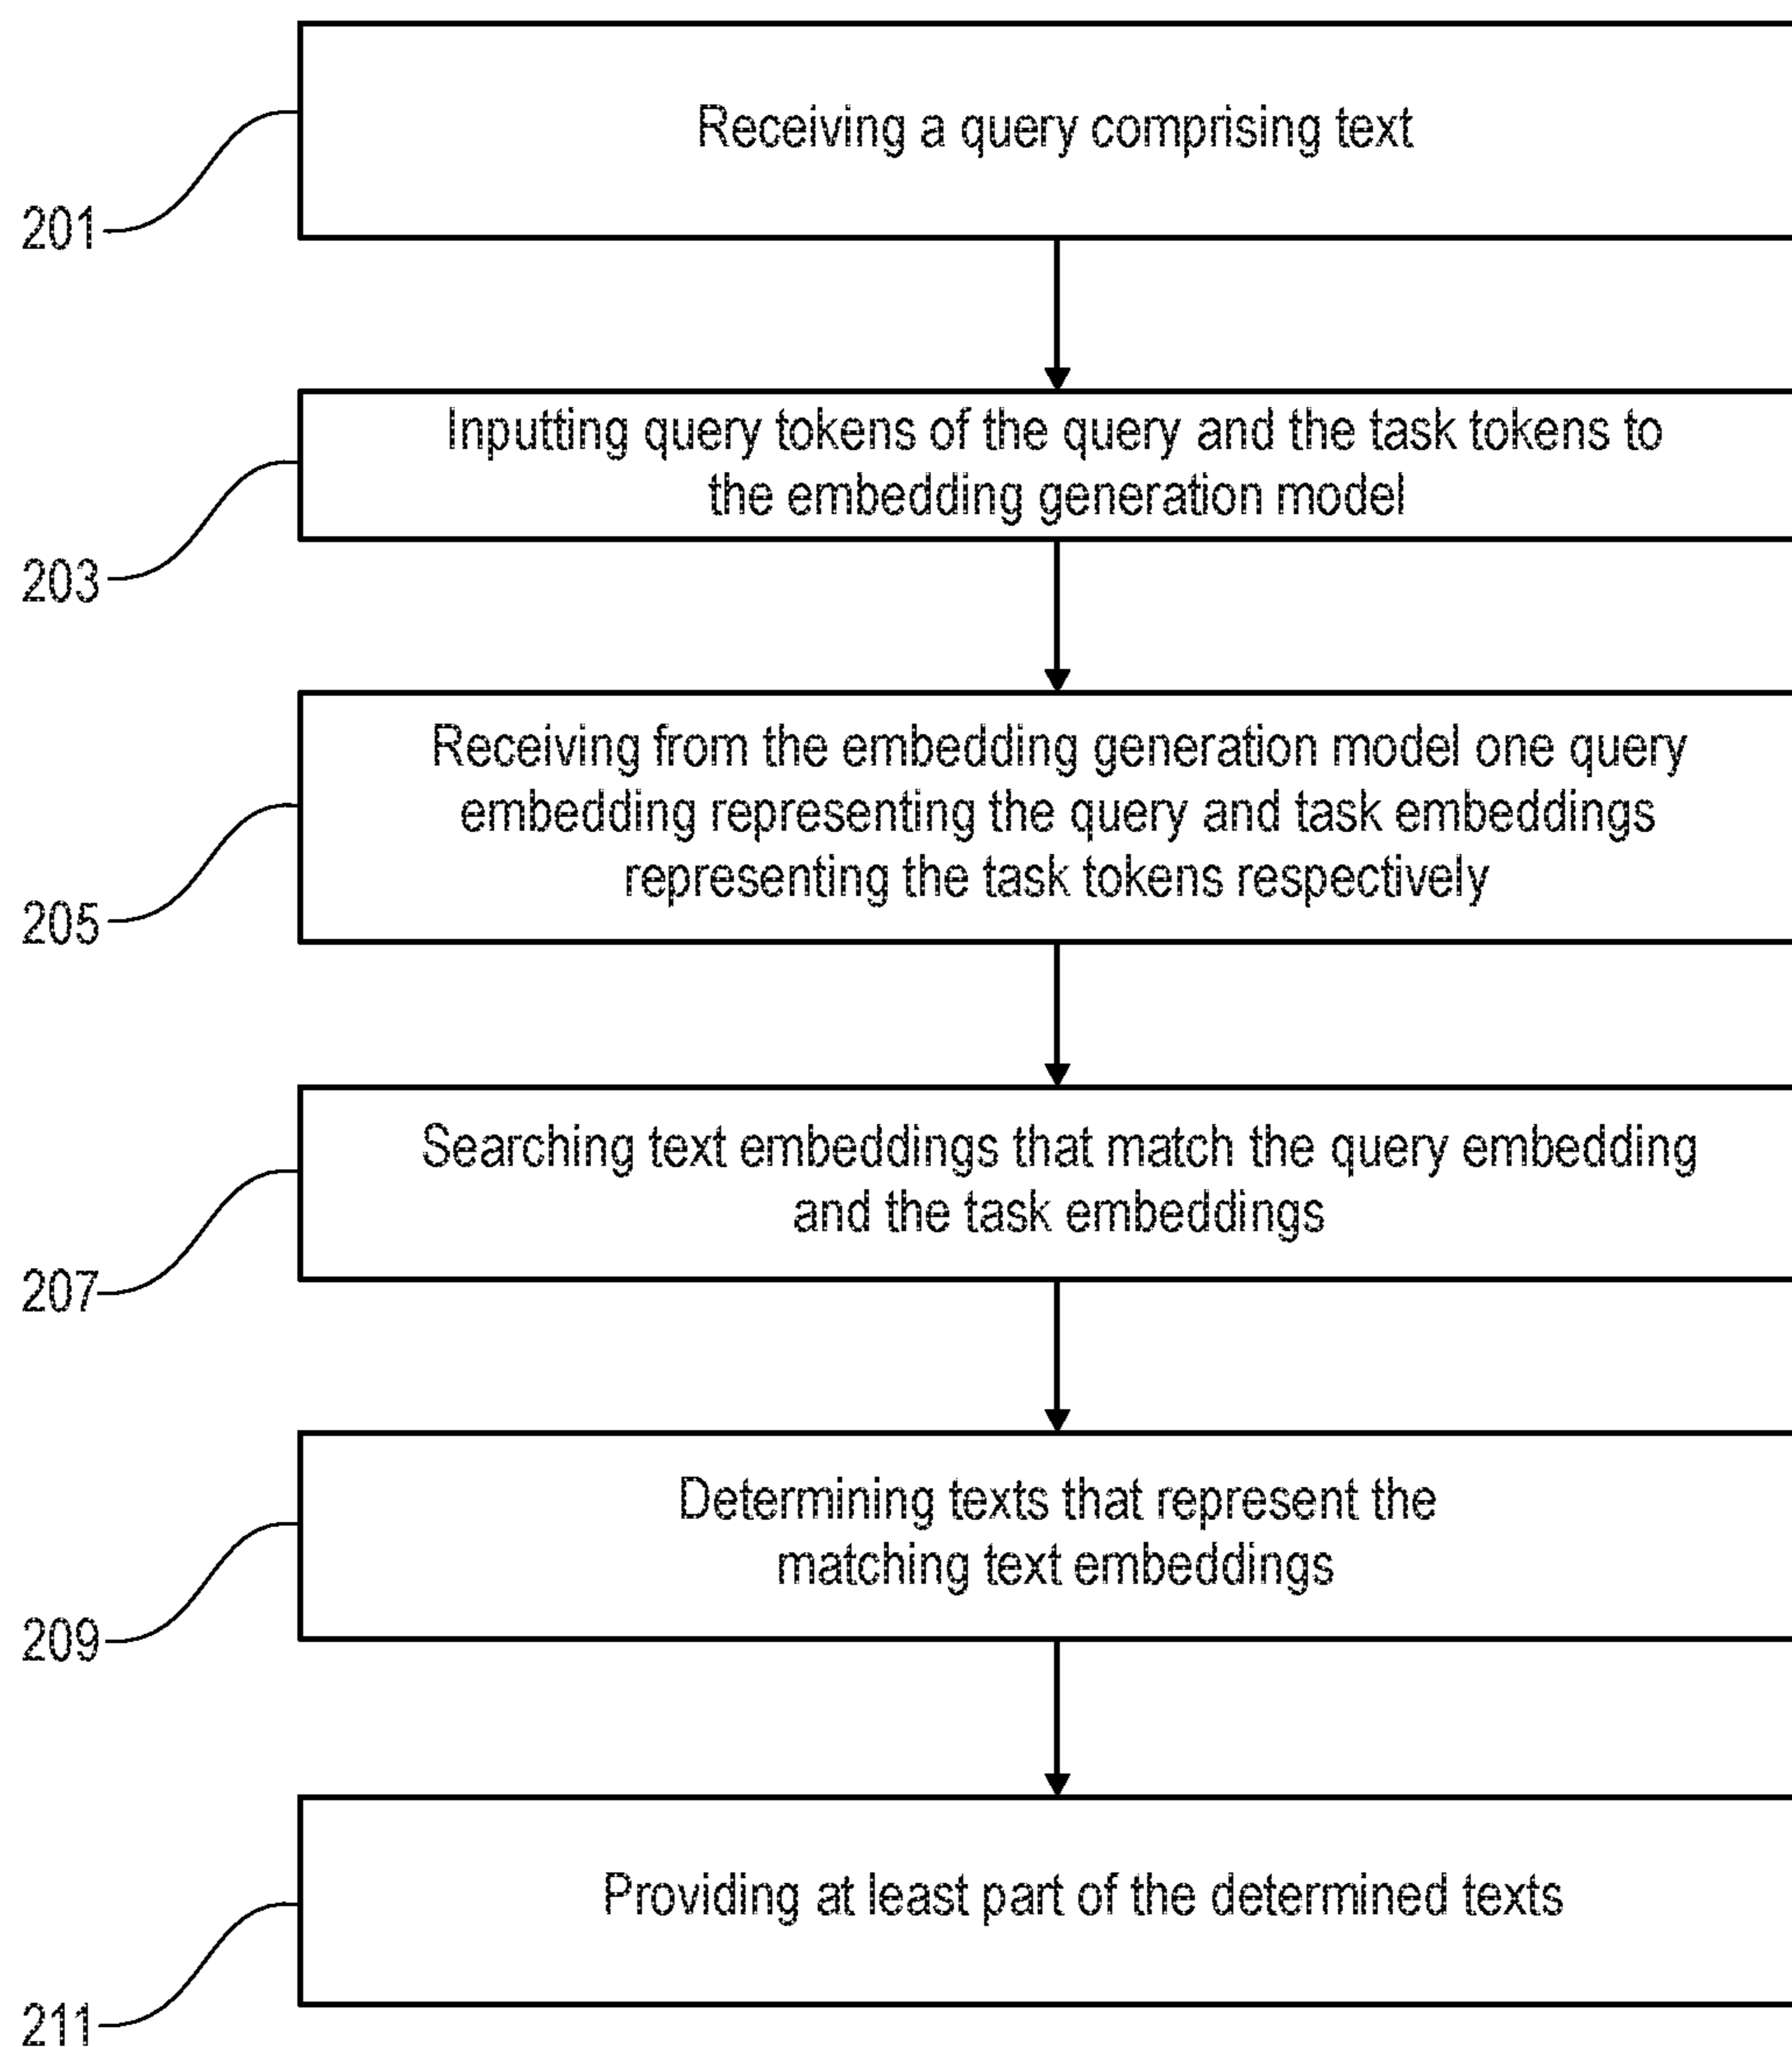 Receiving a query comprising text
201
Inputting query tokens of the query and the task tokens to
the embedding generation model
203
Receiving from the embedding generation model one query
embedding representing the query and task embeddings
representing the task tokens respectively
205
Searching text embeddings that match the query embedding
and the task embeddings
207
Determining texts that represent the
matching text embeddings
209
Providing at least part of the determined texts
211